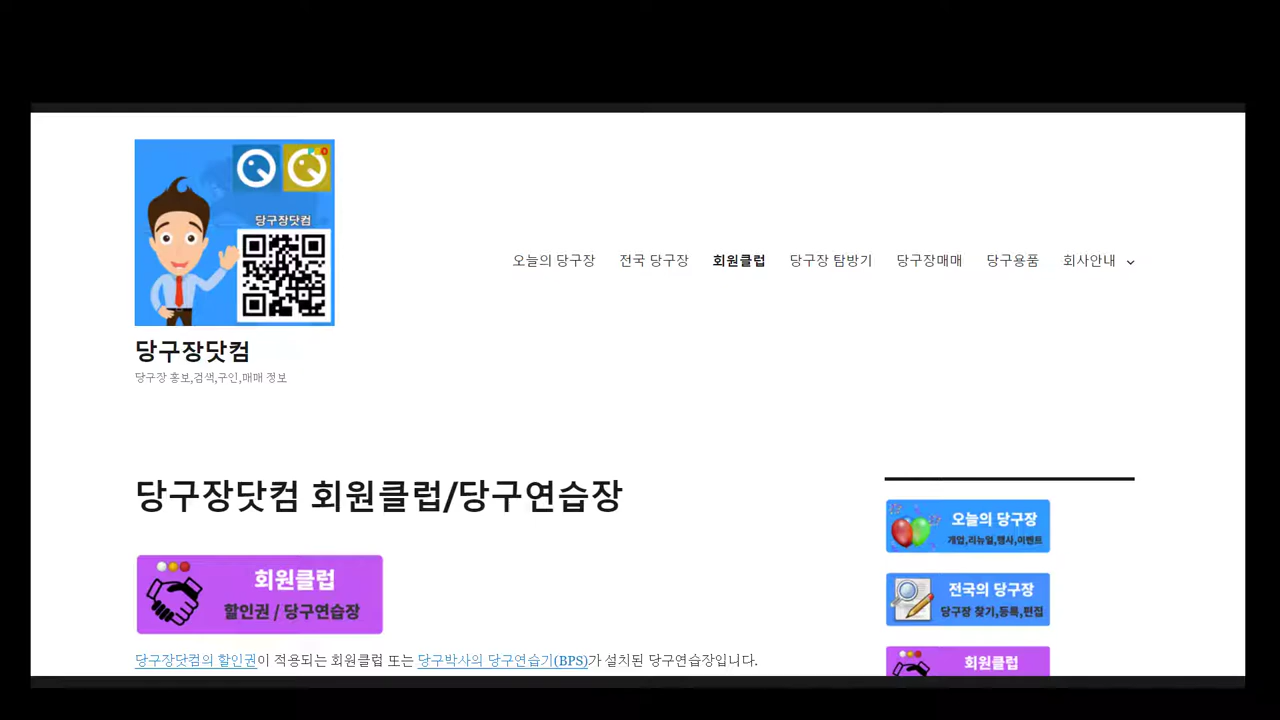 당구장닷컴
오늘의 당구장 전국 당구장 회원클럽 당구장 탐방기 당구장매매 당구용품 회사안내
당구장닷컴
당구장 홍보,검색,구인,매매 정보
당구장닷컴 회원클럽/당구연습장
회원클럽
할인권 / 당구연습장
당구장닷컴의 할인권이 적용되는 회원클럽 또는 당구박사의 당구연습기(BPS)가 설치된 당구연습장입니다.
오늘의 당구장
개업,리뉴얼,행사,이벤트
전국의 당구장
당구장 찾기,등록,편집
회원클럽